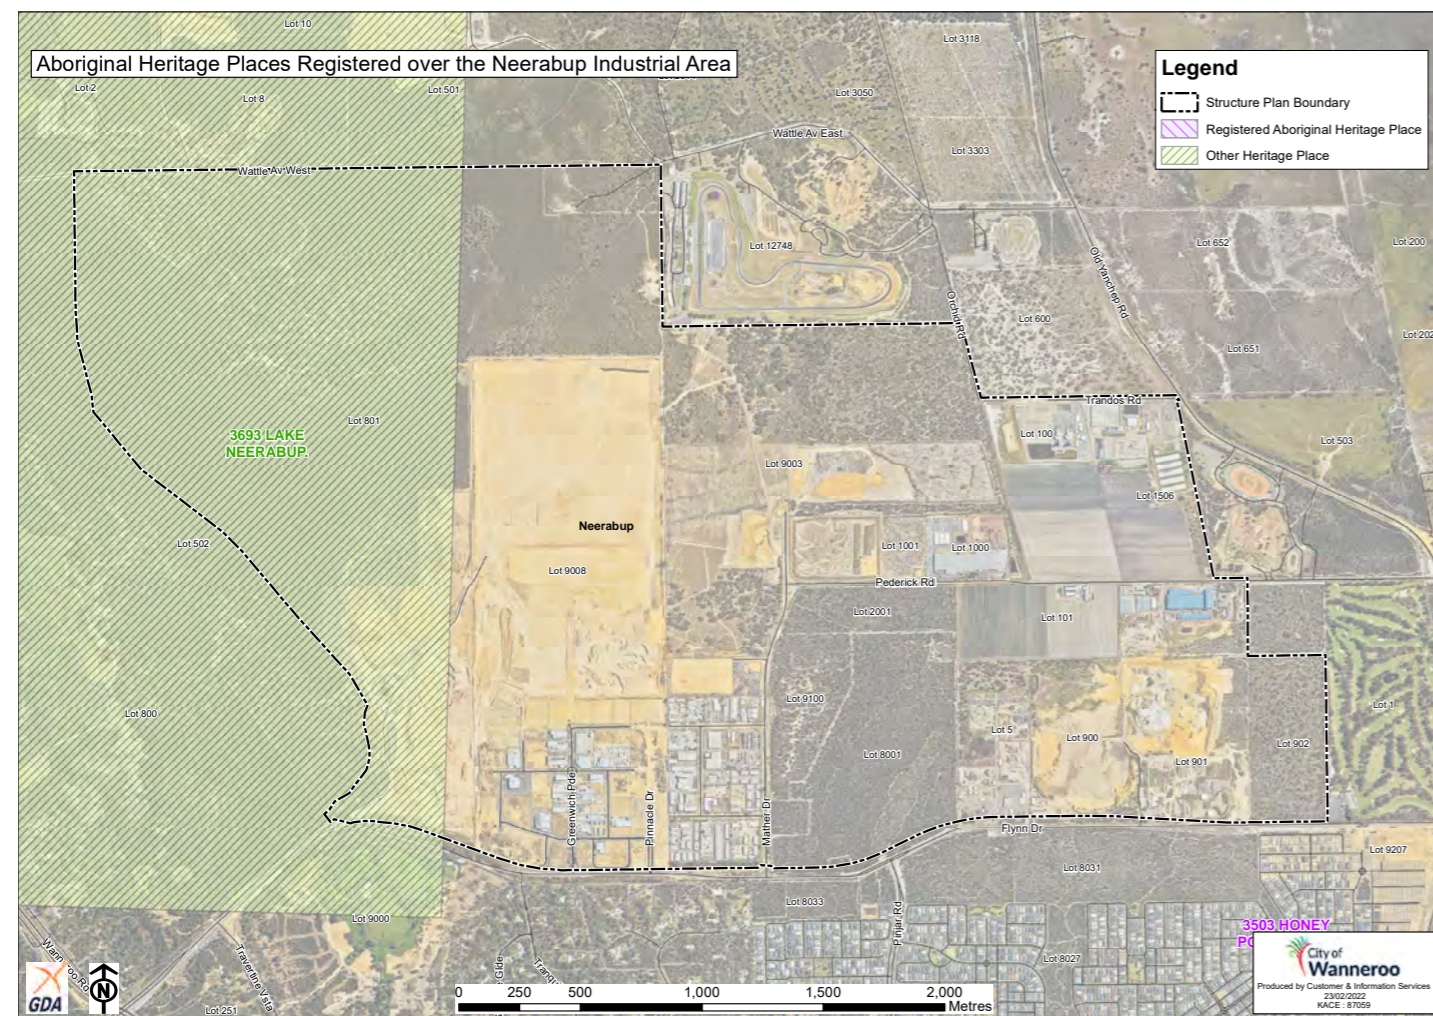 Lot 10
Aboriginal Heritage Places Registered over the Neerabup Industrial Area
Lot 3118
Legend
Structure Plan Boundary
Registered Aboriginal Heritage Place
Other Heritage Place
Lot 2
Lot 8
Lot 501
Lot 3050
Wattle Av East
Lot 3303
Wattle Av West
Lot 12748
Lot 652
Lot 200
Old Yanchep Rd
Orchid Rd
Lot 600
Lot 651
Lot 202
Trandos Rd
Lot 801
3693 LAKE
NEERABUP.
Lot 100
Lot 503
Lot 9003
Lot 1506
Neerabup
Lot 502
Lot 1001
Lot 1000
Lot 9008
Pederick Rd
Lot 2001
Lot 101
Lot 800
Lot 9100
Lot 8001
Lot 5
Lot 900
Lot 901
Lot 902
Lot 1
Greenwich Pde
Pinnacle Dr
Mather Dr
Flynn Dr
Lot 9207
Lot 8031
Lot 8033
Lot 9000
Pinjar Rd
3503 HONEY
Lot 8027
Travertine Vsta
Glde
Lot 251
GDA
N
0 250 500 1,000 1,500 2,000
Metres
City of
Wanneroo
Produced by Customer & Information Services
23/02/2022
KACE : 87059